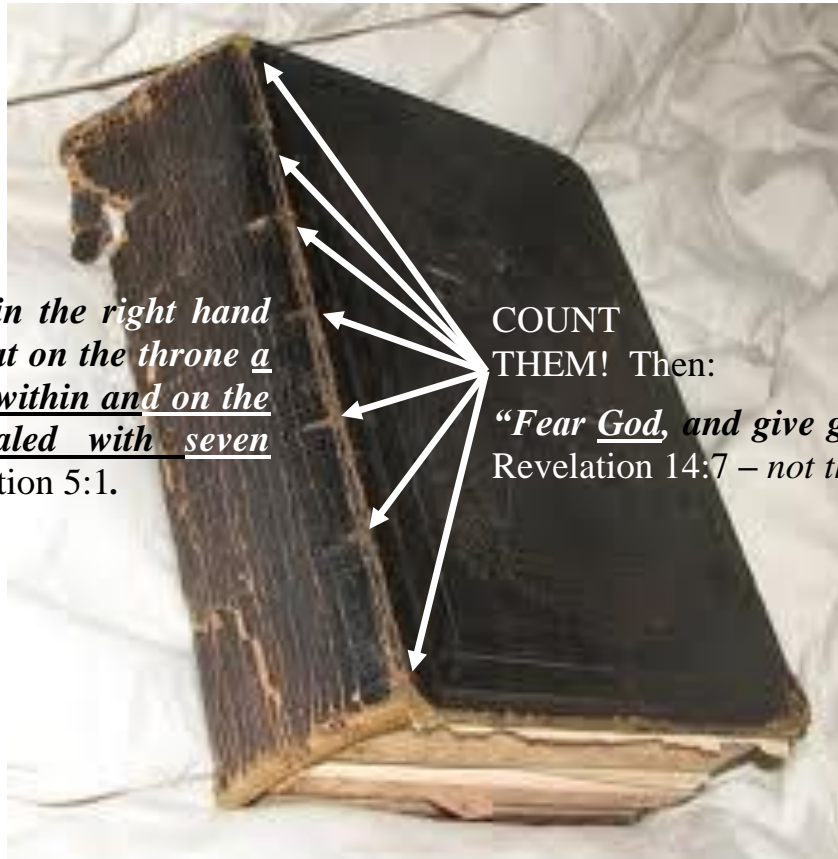 in the right hand
at on the throne a
within and on the
aled with seven
tion 5:1.
COUNT
THEM! Then:
“Fear God, and give g
Revelation 14:7 – not th